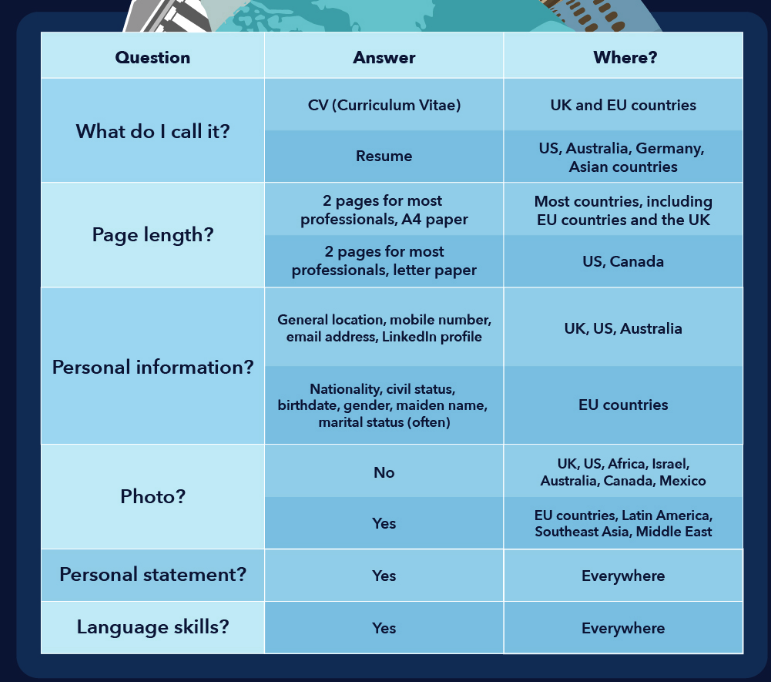 Question
Answer
Where?
What do I call it?
CV (Curriculum Vitae)
UK and EU countries
Resume
US, Australia, Germany,
Asian countries
Page length?
2 pages for most
professionals, A4 paper
Most countries, including
EU countries and the UK
2 pages for most
professionals, letter paper
US, Canada
Personal information?
General location, mobile number,
email address, LinkedIn profile
UK, US, Australia
Nationality, civil status,
birthdate, gender, maiden name,
marital status (often)
EU countries
Photo?
No
UK, US, Africa, Israel,
Australia, Canada, Mexico
Yes
EU countries, Latin America,
Southeast Asia, Middle East
Personal statement?
Yes
Everywhere
Language skills?
Yes
Everywhere